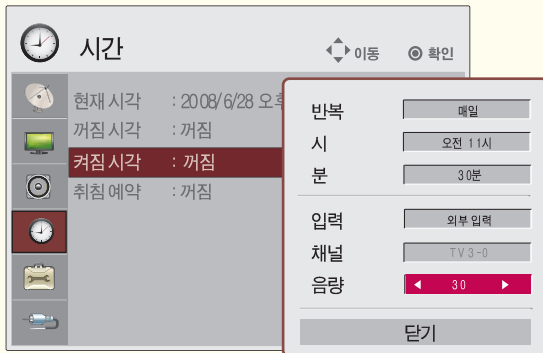 시간
이동 확인
현재 시각 : 2008/6/28 오후
꺼짐 시각 : 꺼짐
켜짐 시각 : 꺼짐
취침 예약 : 꺼짐
반복 매일
시 오전 11시
분 30분
입력 외부 입력
채널 TV 3-0
음량 ◀ 30 ▶
닫기